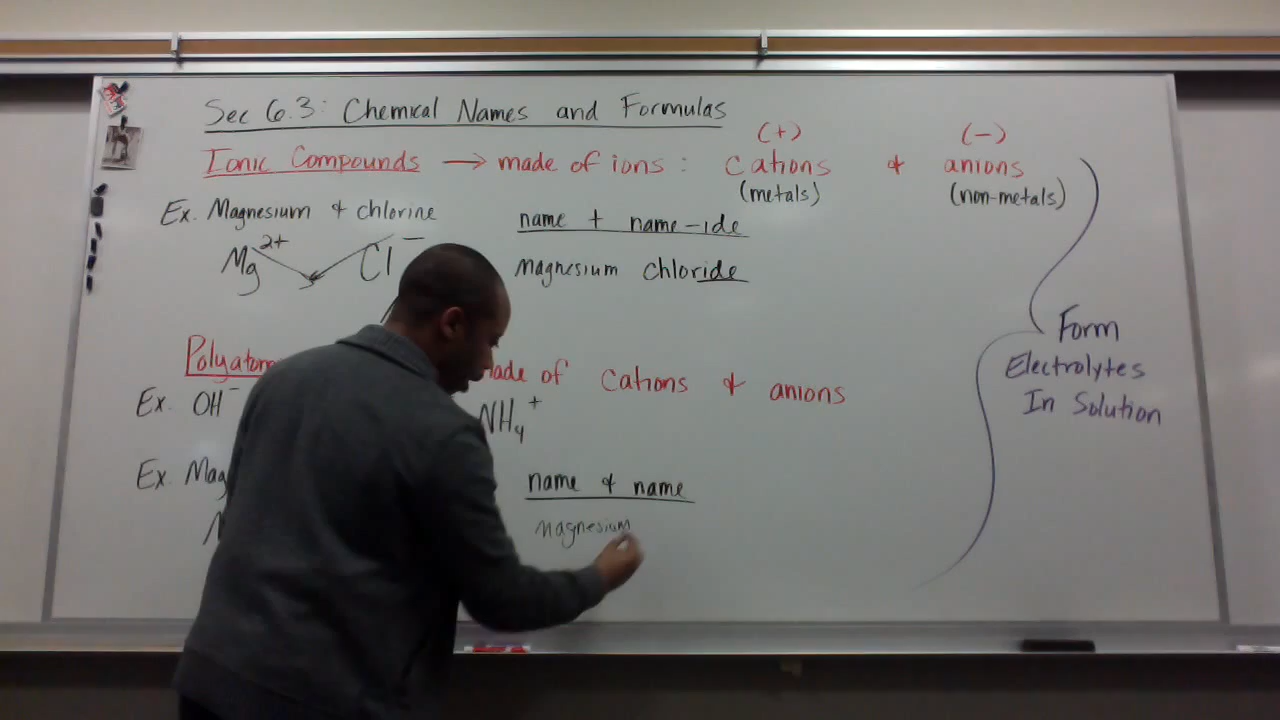 Sec 6.3: Chemical Names and Formulas
(+) (-)
Ionic Compounds → made of ions: cations & anions
(metals) (non-metals)
Ex. Magnesium & chlorine name + name-ide
Mg²⁺ Cl⁻ magnesium chloride
Form
Electrolytes
In Solution
Polyatom made of cations & anions
Ex. OH⁻ NH₄⁺
Ex. Mag name & name
magnesium